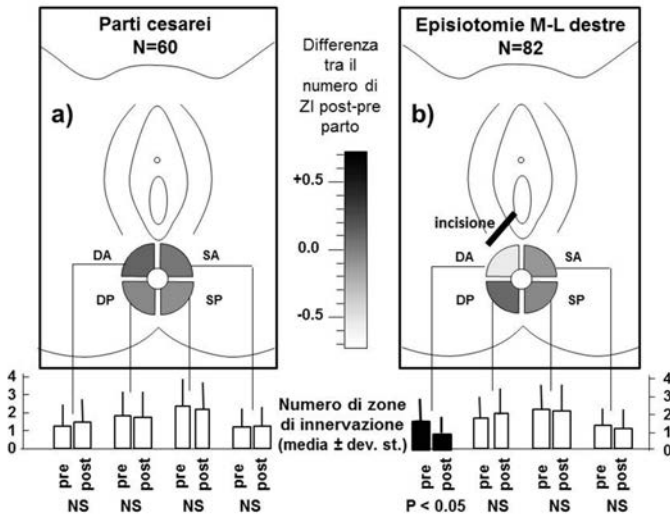 Parti cesarei
N=60
a)
DA
SA
DP
SP
Differenza
tra il
numero di
ZI post-pre
parto
+0.5
0.0
-0.5
Episiotomie M-L destre
N=82
b)
incisione
DA
SA
DP
SP
4
3
2
1
0
pre
post
NS
pre
post
NS
pre
post
NS
pre
post
NS
Numero di zone
di innervazione
(media ± dev. st.)
pre
post
P < 0.05
pre
post
NS
pre
post
NS
pre
post
NS
4
3
2
1
0